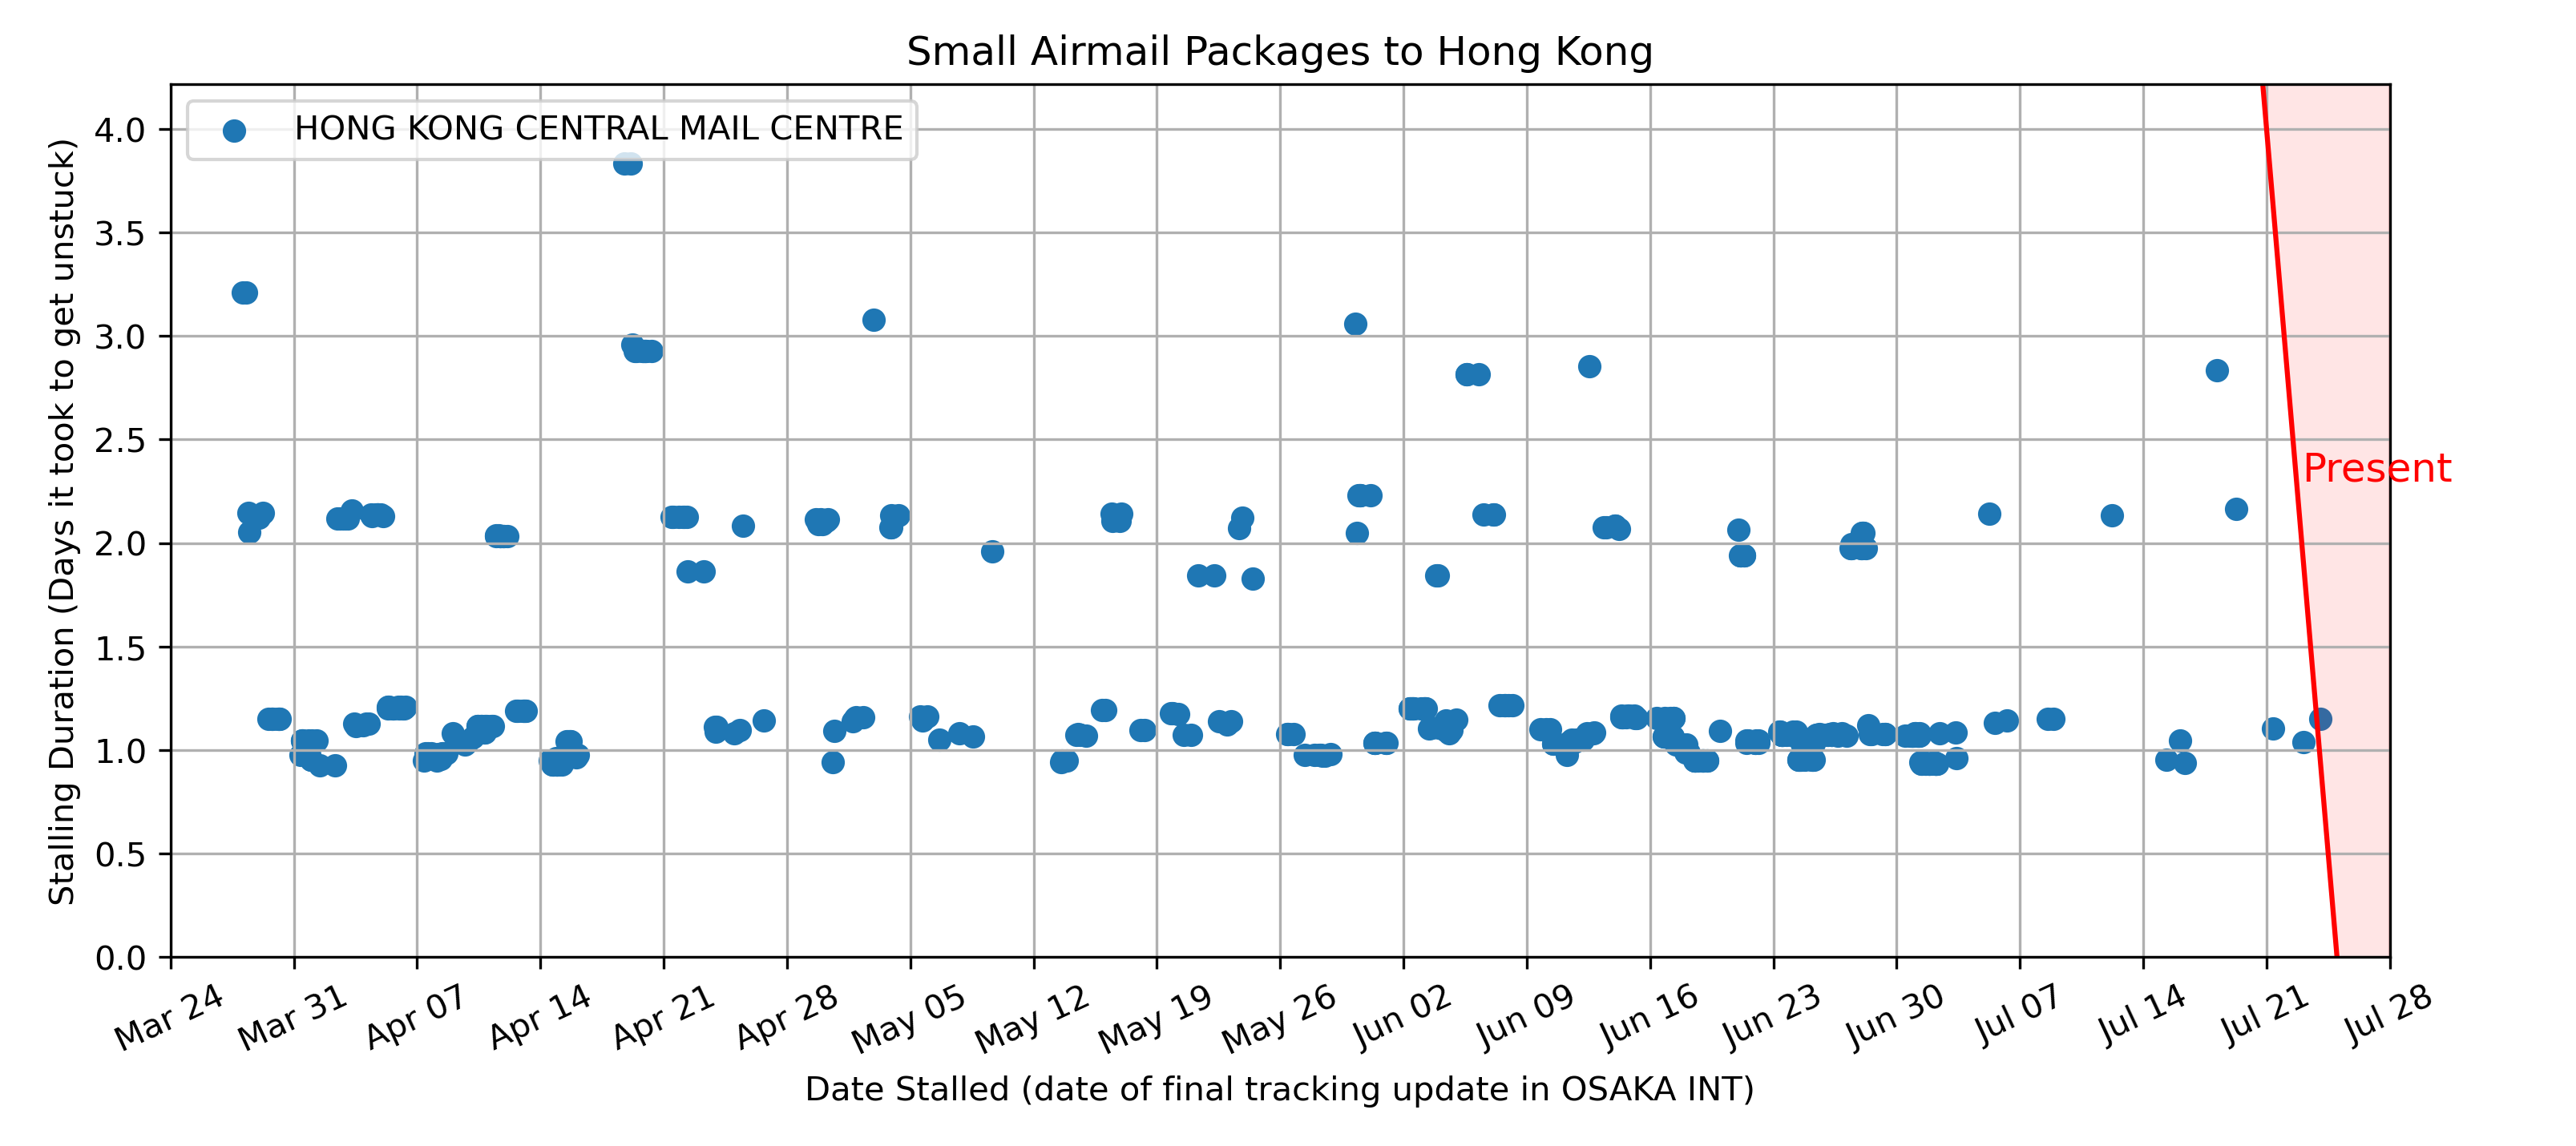 Small Airmail Packages to Hong Kong
HONG KONG CENTRAL MAIL CENTRE
Stalling Duration (Days it took to get unstuck)
4.0
3.5
3.0
2.5
2.0
1.5
1.0
0.5
0.0
Present
Mar 24
Mar 31
Apr 07
Apr 14
Apr 21
Apr 28
May 05
May 12
May 19
May 26
Jun 02
Jun 09
Jun 16
Jun 23
Jun 30
Jul 07
Jul 14
Jul 21
Jul 28
Date Stalled (date of final tracking update in OSAKA INT)